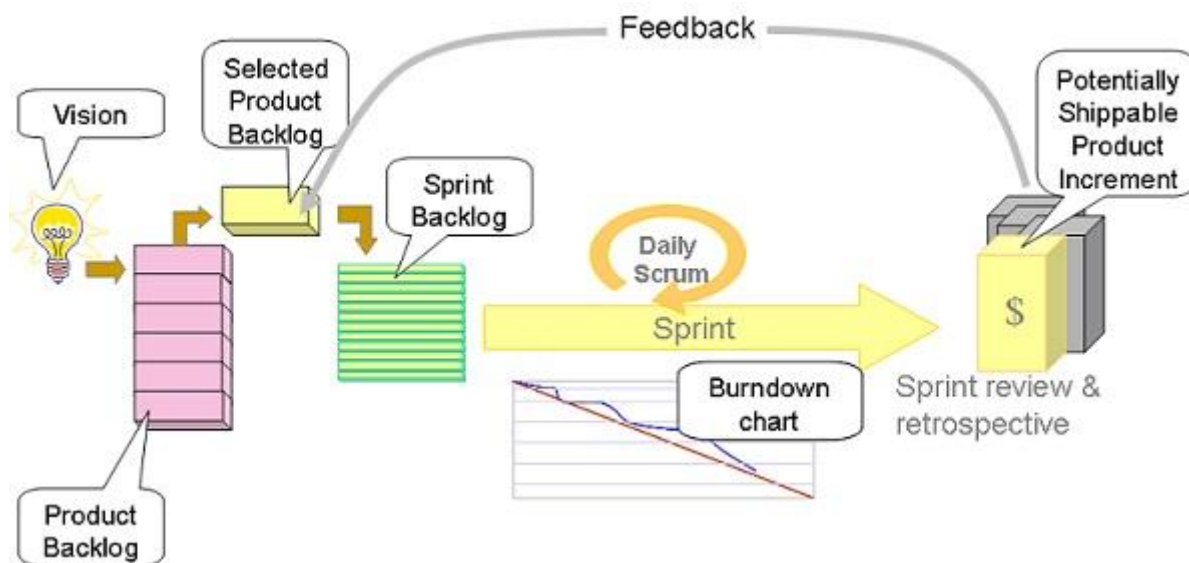 Feedback
Vision
Selected
Product
Backlog
Sprint
Backlog
Potentially
Shippable
Product
Increment
Daily
Scrum
Sprint
$
Burndown
chart
Sprint review &
retrospective
Product
Backlog